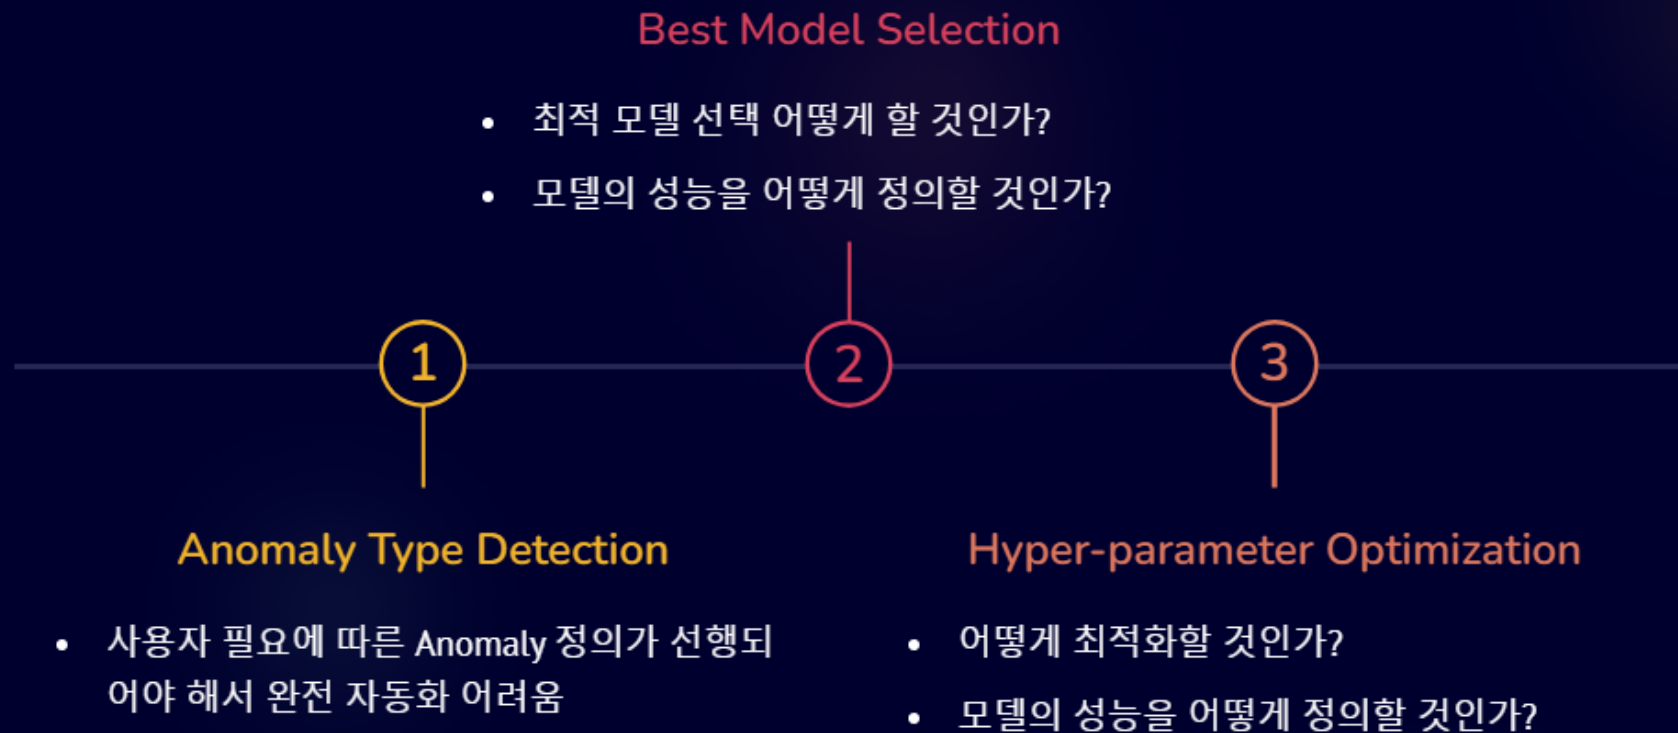 Best Model Selection
• 최적 모델 선택 어떻게 할 것인가?
• 모델의 성능을 어떻게 정의할 것인가?
1
2
3
Anomaly Type Detection
• 사용자 필요에 따른 Anomaly 정의가 선행되
어야 해서 완전 자동화 어려움
Hyper-parameter Optimization
• 어떻게 최적화할 것인가?
• 모델의 성능을 어떻게 정의할 것인가?